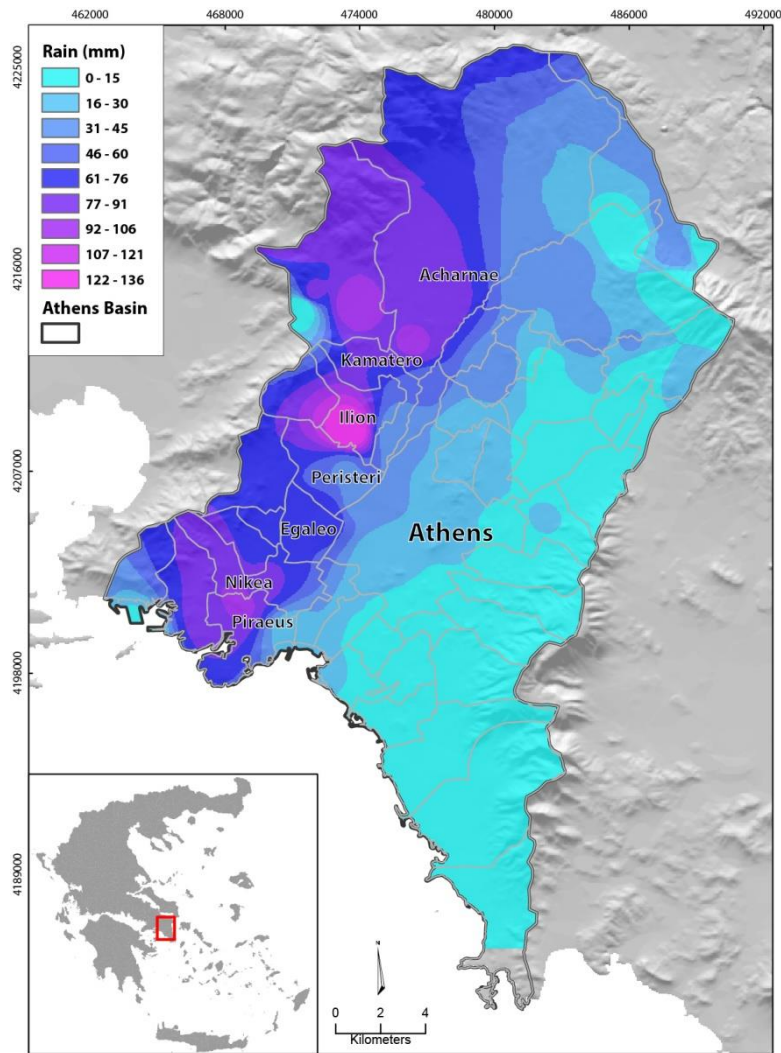 462000 468000 474000 480000 486000 492000
Rain (mm)
0 - 15
16 - 30
31 - 45
46 - 60
61 - 76
77 - 91
92 - 106
107 - 121
122 - 136
Athens Basin
4225000
4216000
4207000
4198000
4189000
Acharnae
Kamatero
Ilion
Peristeri
Egaleo
Athens
Nikea
Piraeus
N
0 2 4
Kilometers